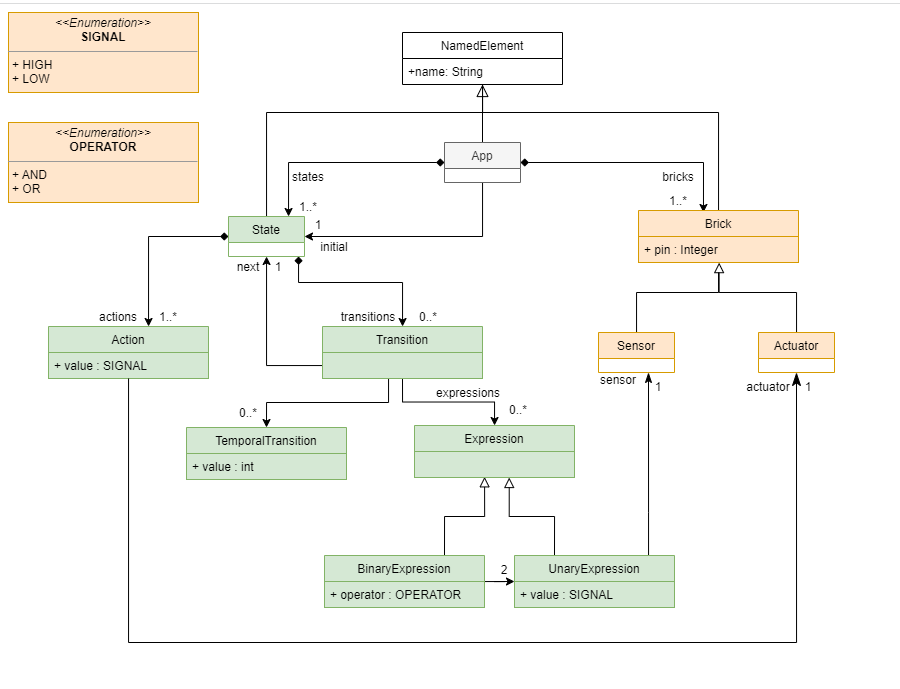 <<Enumeration>>
SIGNAL
+ HIGH
+ LOW
<<Enumeration>>
OPERATOR
+ AND
+ OR
NamedElement
+name: String
App
states
1..*
bricks
1..*
State
1
initial
Brick
+ pin : Integer
next
1
actions
1..*
transitions
0..*
Action
+ value : SIGNAL
Transition
Sensor
Actuator
sensor
1
actuator
1
expressions
0..*
0..*
TemporalTransition
+ value : int
Expression
BinaryExpression
+ operator : OPERATOR
2
UnaryExpression
+ value : SIGNAL